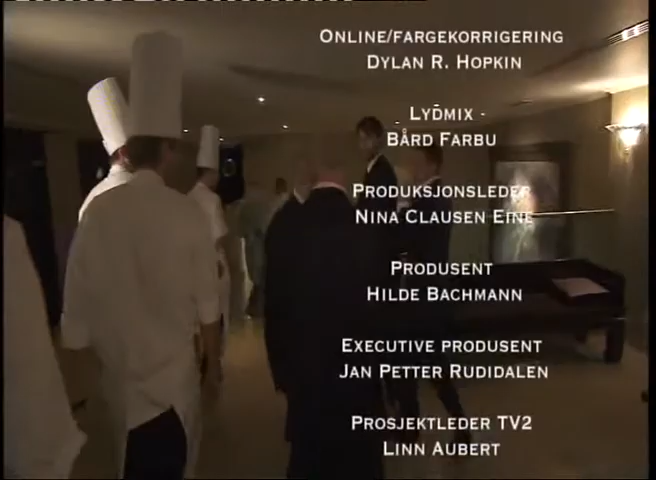 ONLINE/FARGEKORRIGERING
DYLAN R. HOPKIN
LYDMIX
BÅRD FARBU
PRODUKSJONSLEDER
NINA CLAUSEN EINE
PRODUSENT
HILDE BACHMANN
EXECUTIVE PRODUSENT
JAN PETTER RUDIDALEN
PROSJEKTLEDER TV2
LINN AUBERT